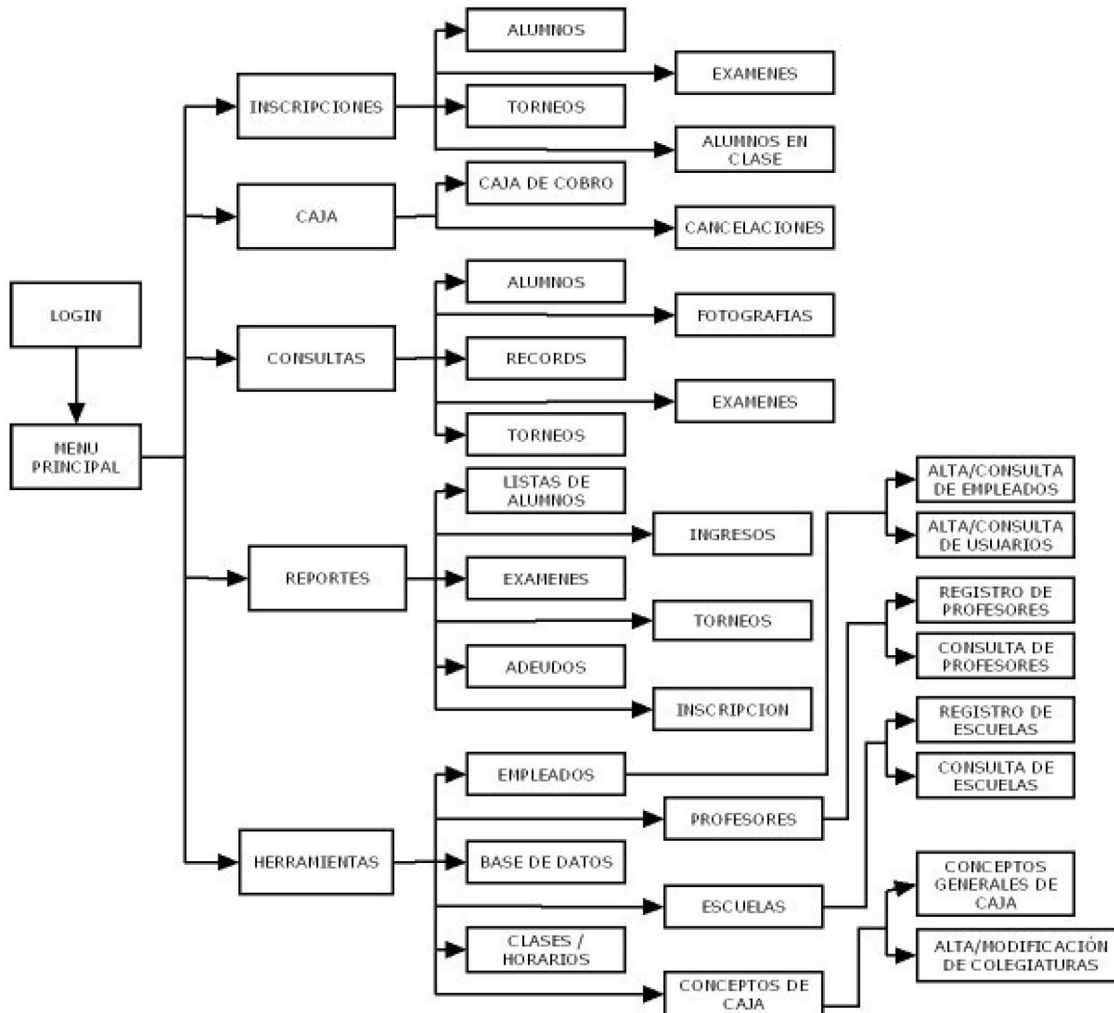 LOGIN
MENU
PRINCIPAL
INSCRIPCIONES
ALUMNOS
EXAMENES
TORNEOS
ALUMNOS EN
CLASE
CAJA
CAJA DE COBRO
CANCELACIONES
CONSULTAS
ALUMNOS
FOTOGRAFIAS
RECORDS
EXAMENES
TORNEOS
REPORTES
LISTAS DE
ALUMNOS
INGRESOS
EXAMENES
TORNEOS
ADEUDOS
INSCRIPCION
HERRAMIENTAS
EMPLEADOS
ALTA/CONSULTA
DE EMPLEADOS
ALTA/CONSULTA
DE USUARIOS
PROFESORES
REGISTRO DE
PROFESORES
CONSULTA DE
PROFESORES
BASE DE DATOS
ESCUELAS
REGISTRO DE
ESCUELAS
CONSULTA DE
ESCUELAS
CLASES /
HORARIOS
CONCEPTOS DE
CAJA
CONCEPTOS
GENERALES DE
CAJA
ALTA/MODIFICACIÓN
DE COLEGIATURAS